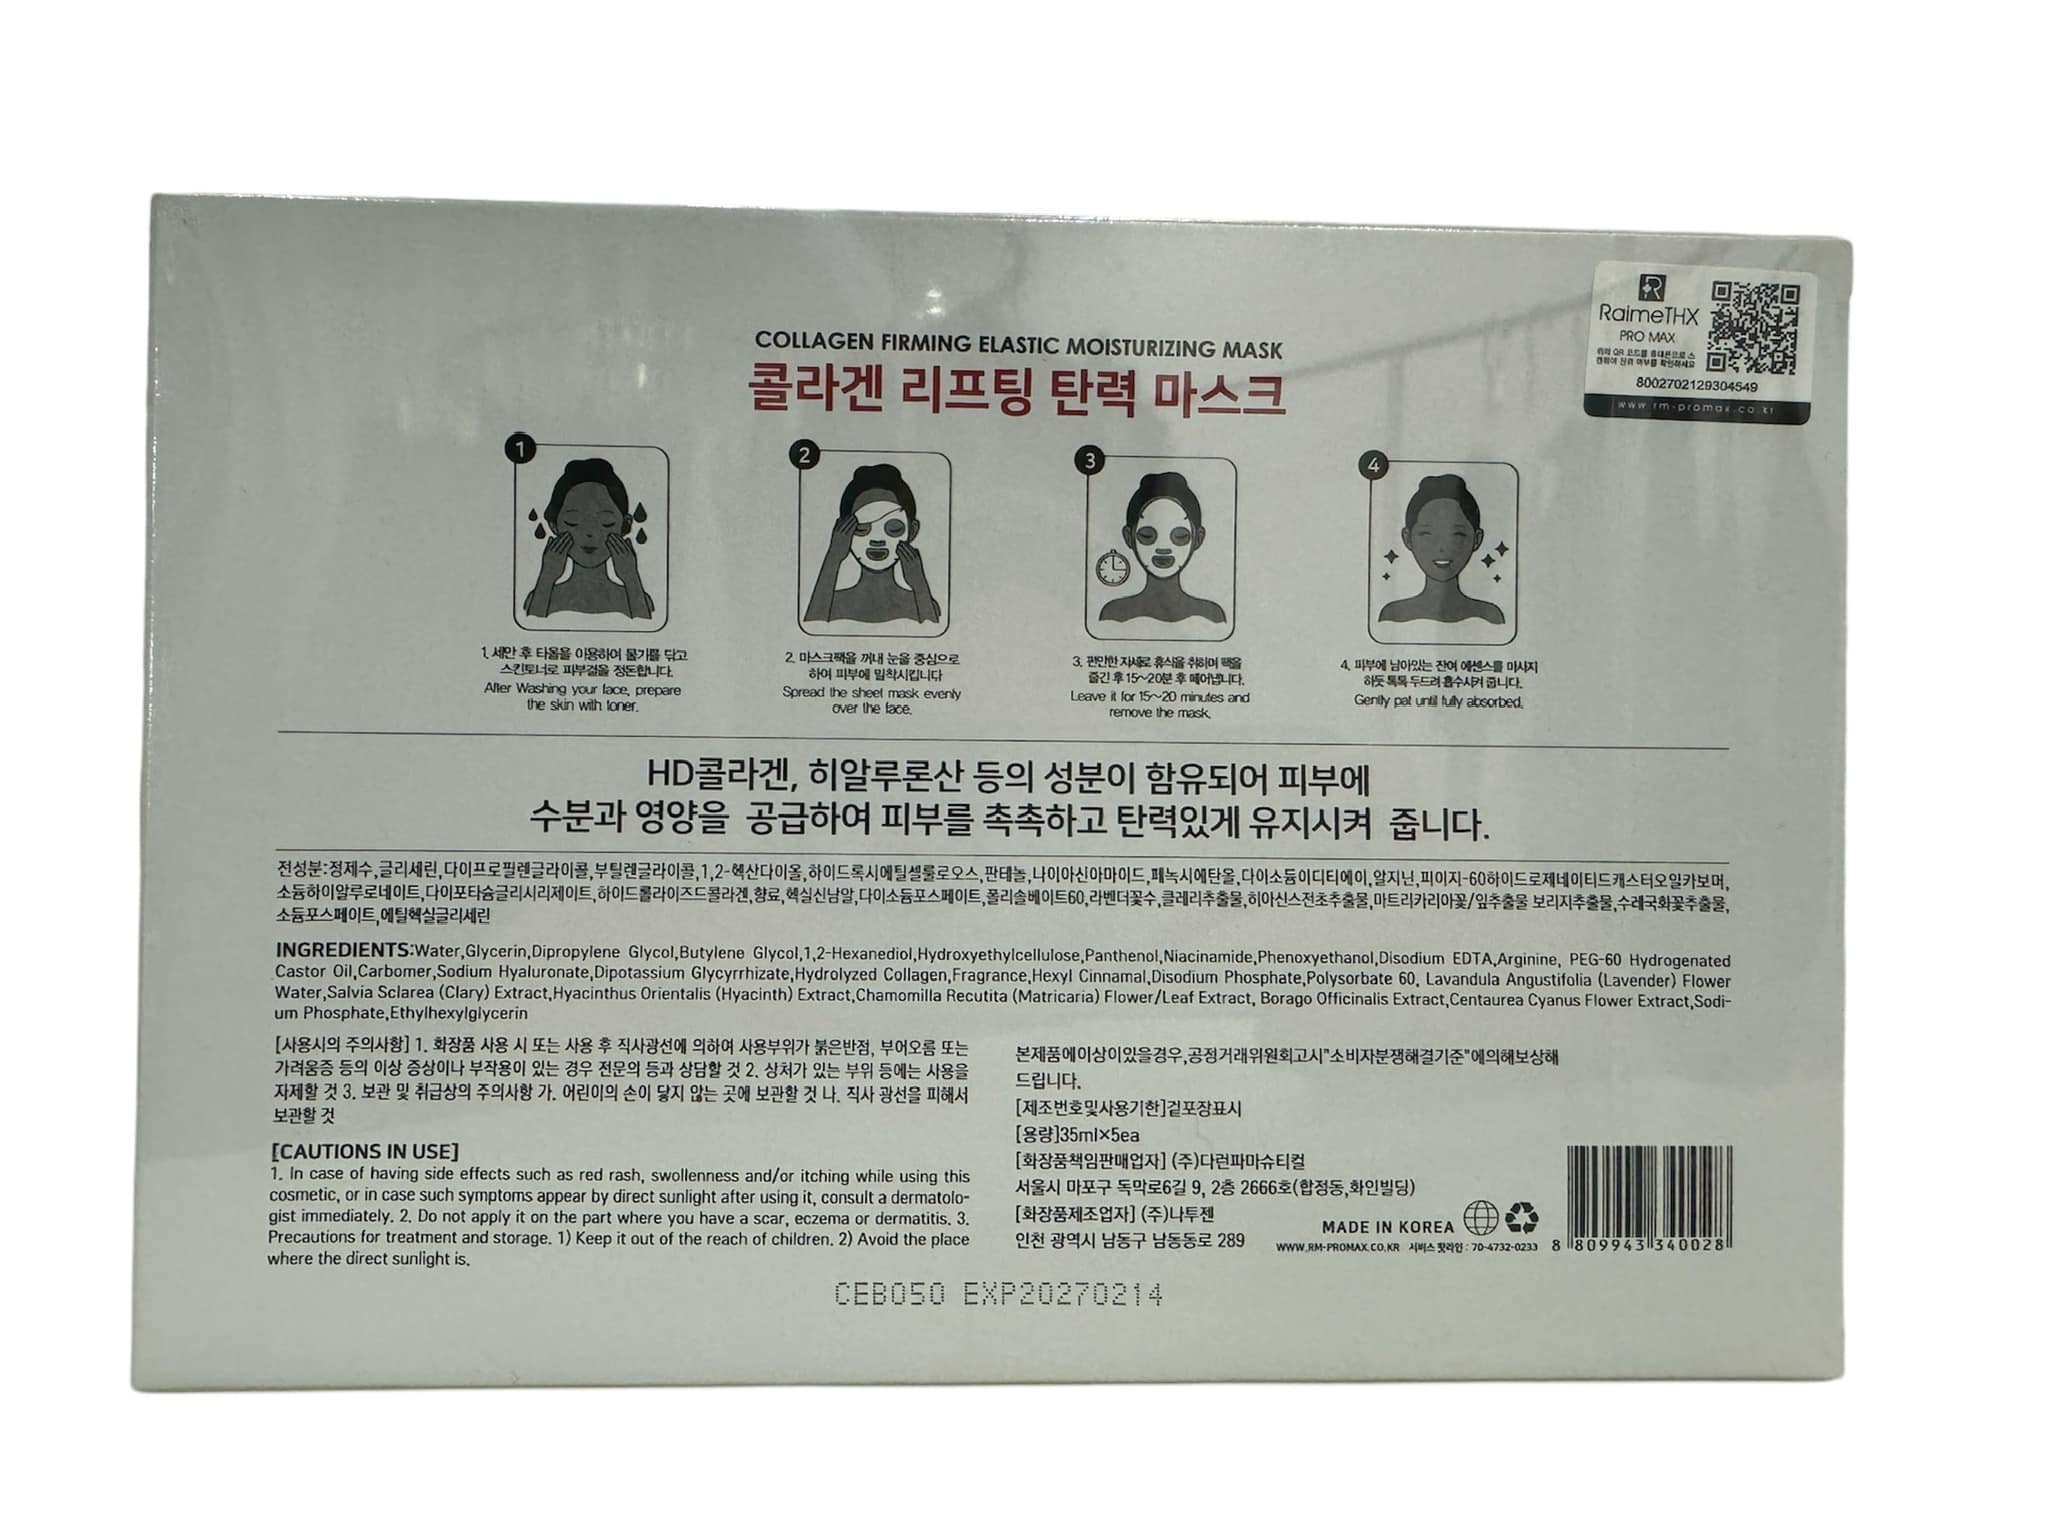 RaimeTHX
PRO MAX
위의 QR 코드를 휴대폰으로 스
캔하여 진위 여부를 확인하세요
8002702129304549
www.rm-promax.co.kr
COLLAGEN FIRMING ELASTIC MOISTURIZING MASK
콜라겐 리프팅 탄력 마스크
1
2
3
4
1. 세안 후 타올을 이용하여 물기를 닦고
스킨토너로 피부결을 정돈합니다.
After Washing your face, prepare
the skin with toner.
2. 마스크팩을 꺼내 눈을 중심으로
하여 피부에 밀착시킵니다
Spread the sheet mask evenly
over the face.
3. 편안한 자세로 휴식을 취하며 팩을
즐긴 후 15~20분 후 떼어냅니다.
Leave it for 15~20 minutes and
remove the mask.
4. 피부에 남아있는 잔여 에센스를 마사지
하듯 톡톡 두드려 흡수시켜 줍니다.
Gently pat until fully absorbed.
HD콜라겐, 히알루론산 등의 성분이 함유되어 피부에
수분과 영양을 공급하여 피부를 촉촉하고 탄력있게 유지시켜 줍니다.
전성분:정제수,글리세린,다이프로필렌글라이콜,부틸렌글라이콜,1,2-헥산다이올,하이드록시에틸셀룰로오스,판테놀,나이아신아마이드,페녹시에탄올,다이소듐이디티에이,알지닌,피이지-60하이드로제네이티드캐스터오일카보머,
소듐하이알루로네이트,다이포타슘글리시리제이트,하이드롤라이즈드콜라겐,향료,헥실신남알,다이소듐포스페이트,폴리솔베이트60,라벤더꽃수,클레리추출물,히아신스전초추출물,마트리카리아꽃/잎추출물 보리지추출물,수레국화꽃추출물,
소듐포스페이트,에틸헥실글리세린
INGREDIENTS:Water,Glycerin,Dipropylene Glycol,Butylene Glycol,1,2-Hexanediol,Hydroxyethylcellulose,Panthenol,Niacinamide,Phenoxyethanol,Disodium EDTA,Arginine, PEG-60 Hydrogenated
Castor Oil,Carbomer,Sodium Hyaluronate,Dipotassium Glycyrrhizate,Hydrolyzed Collagen,Fragrance,Hexyl Cinnamal,Disodium Phosphate,Polysorbate 60, Lavandula Angustifolia (Lavender) Flower
Water,Salvia Sclarea (Clary) Extract,Hyacinthus Orientalis (Hyacinth) Extract,Chamomilla Recutita (Matricaria) Flower/Leaf Extract, Borago Officinalis Extract,Centaurea Cyanus Flower Extract,Sodi-
um Phosphate,Ethylhexylglycerin
[사용시의 주의사항] 1. 화장품 사용 시 또는 사용 후 직사광선에 의하여 사용부위가 붉은반점, 부어오름 또는
가려움증 등의 이상 증상이나 부작용이 있는 경우 전문의 등과 상담할 것 2. 상처가 있는 부위 등에는 사용을
자제할 것 3. 보관 및 취급상의 주의사항 가. 어린이의 손이 닿지 않는 곳에 보관할 것 나. 직사 광선을 피해서
보관할 것
[CAUTIONS IN USE]
1. In case of having side effects such as red rash, swollenness and/or itching while using this
cosmetic, or in case such symptoms appear by direct sunlight after using it, consult a dermatolo-
gist immediately. 2. Do not apply it on the part where you have a scar, eczema or dermatitis. 3.
Precautions for treatment and storage. 1) Keep it out of the reach of children. 2) Avoid the place
where the direct sunlight is.
본제품에이상이있을경우,공정거래위원회고시"소비자분쟁해결기준"에의해보상해
드립니다.
[제조번호및사용기한]겉포장표시
[용량]35ml×5ea
[화장품책임판매업자] (주)다런파마슈티컬
서울시 마포구 독막로6길 9, 2층 2666호(합정동,화인빌딩)
[화장품제조업자] (주)나투젠
인천 광역시 남동구 남동동로 289
MADE IN KOREA
WWW.RM-PROMAX.CO.KR 서비스 핫라인 : 70-4732-0233
8 809943 340028
CEB050 EXP20270214